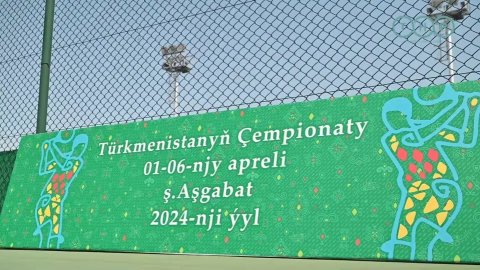 Türkmenistanyň Çempionaty
01-06-njy apreli
ş.Aşgabat
2024-nji ýyl